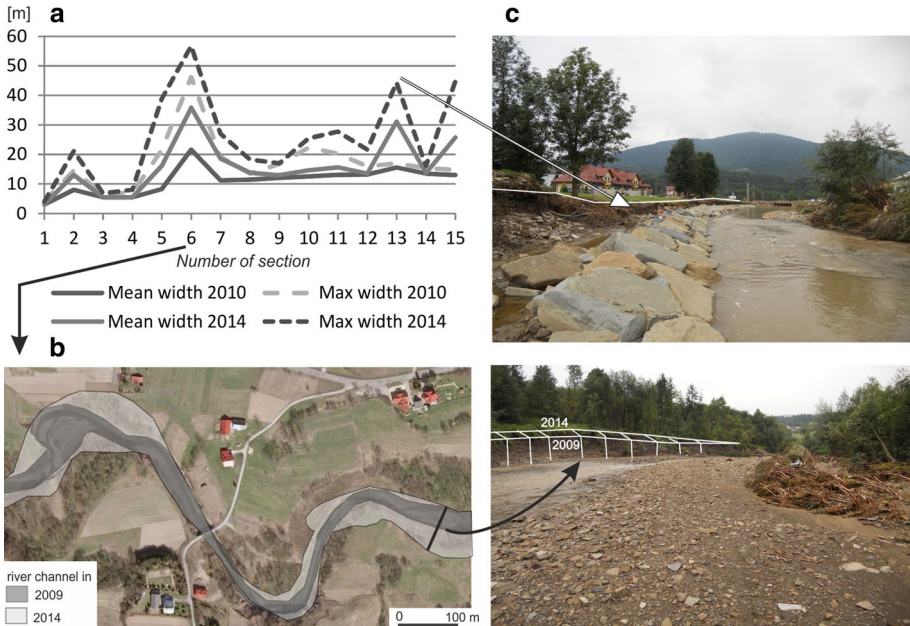 [m]
a
60
50
40
30
20
10
0
1 2 3 4 5 6 7 8 9 10 11 12 13 14 15
Number of section
Mean width 2010
Max width 2010
Mean width 2014
Max width 2014
b
river channel in
2009
2014
0 100 m
c
2014
2009